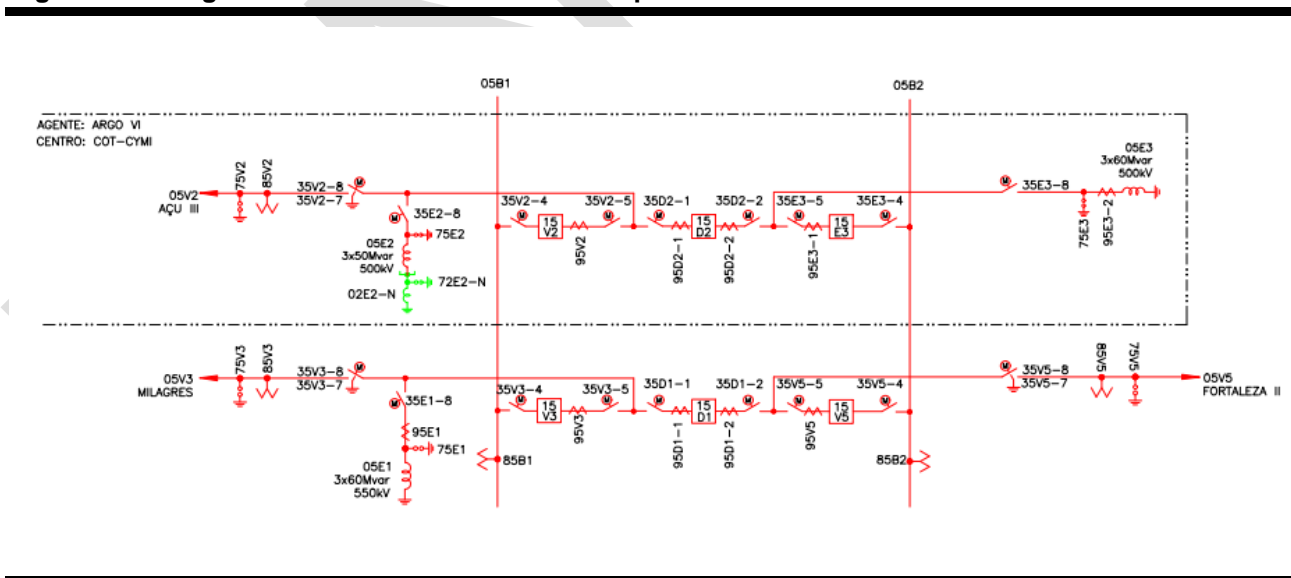 05B1
05B2
AGENTE: ARGO VI
CENTRO: COT-CYMI
05E3
3x60Mvar
500kV
75V2
85V2
35V2-8
35V2-7
M
05V2
AÇU III
M
35E2-8
75E2
05E2
3x50Mvar
500kV
72E2-N
02E2-N
35V2-4
M
15
V2
95V2
35V2-5
M
35D2-1
M
95D2-1
15
D2
95D2-2
35D2-2
M
35E3-5
M
95E3-1
15
E3
35E3-4
M
M
35E3-8
75E3
95E3-2
75V3
85V3
35V3-8
35V3-7
M
05V3
MILAGRES
M
35E1-8
95E1
75E1
05E1
3x60Mvar
550kV
35V3-4
M
15
V3
95V3
35V3-5
M
35D1-1
M
95D1-1
15
D1
95D1-2
35D1-2
M
35V5-5
M
95V5
15
V5
35V5-4
M
M
35V5-8
35V5-7
85V5
75V5
05V5
FORTALEZA II
85B1
85B2